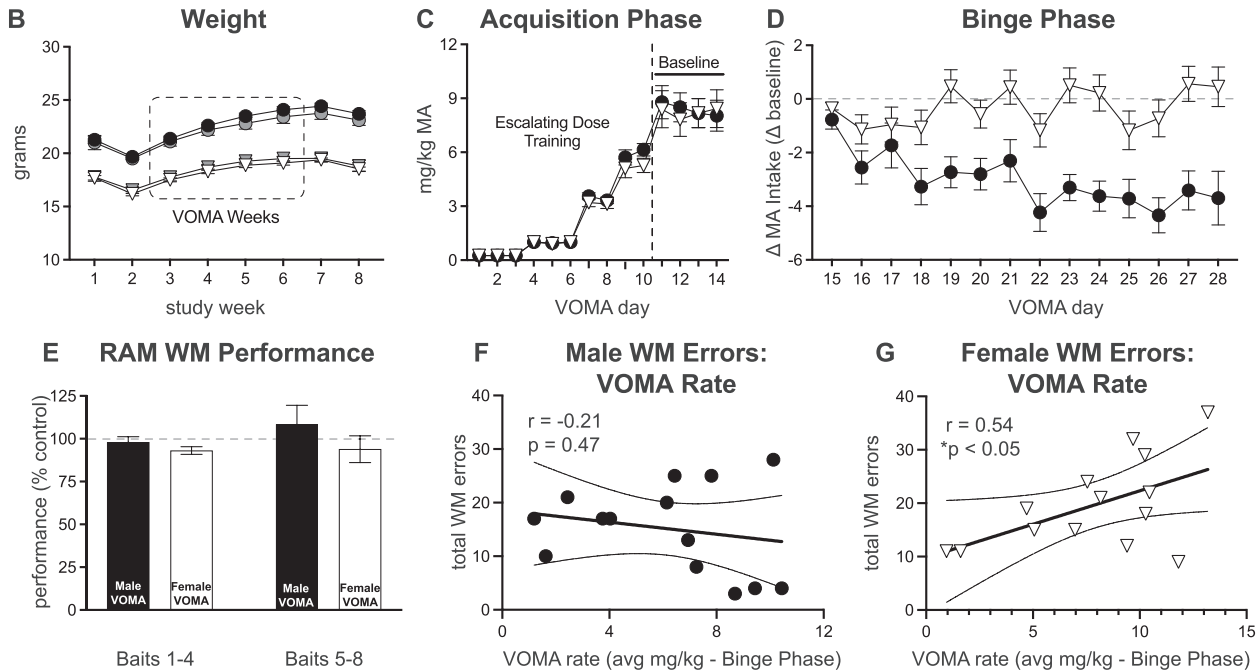 B Weight
grams
30
25
20
15
10
VOMA Weeks
1 2 3 4 5 6 7 8
study week
C Acquisition Phase
mg/kg MA
12
9
6
3
0
Baseline
Escalating Dose
Training
2 4 6 8 10 12 14
VOMA day
D Binge Phase
Δ MA Intake (Δ baseline)
2
0
-2
-4
-6
15 16 17 18 19 20 21 22 23 24 25 26 27 28
VOMA day
E RAM WM Performance
performance (% control)
125
100
75
50
25
0
Male
VOMA
Female
VOMA
Male
VOMA
Female
VOMA
Baits 1-4 Baits 5-8
F Male WM Errors:
VOMA Rate
total WM errors
40
30
20
10
0
r = -0.21
p = 0.47
0 4 8 12
VOMA rate (avg mg/kg - Binge Phase)
G Female WM Errors:
VOMA Rate
total WM errors
40
30
20
10
0
r = 0.54
*p < 0.05
0 5 10 15
VOMA rate (avg mg/kg - Binge Phase)